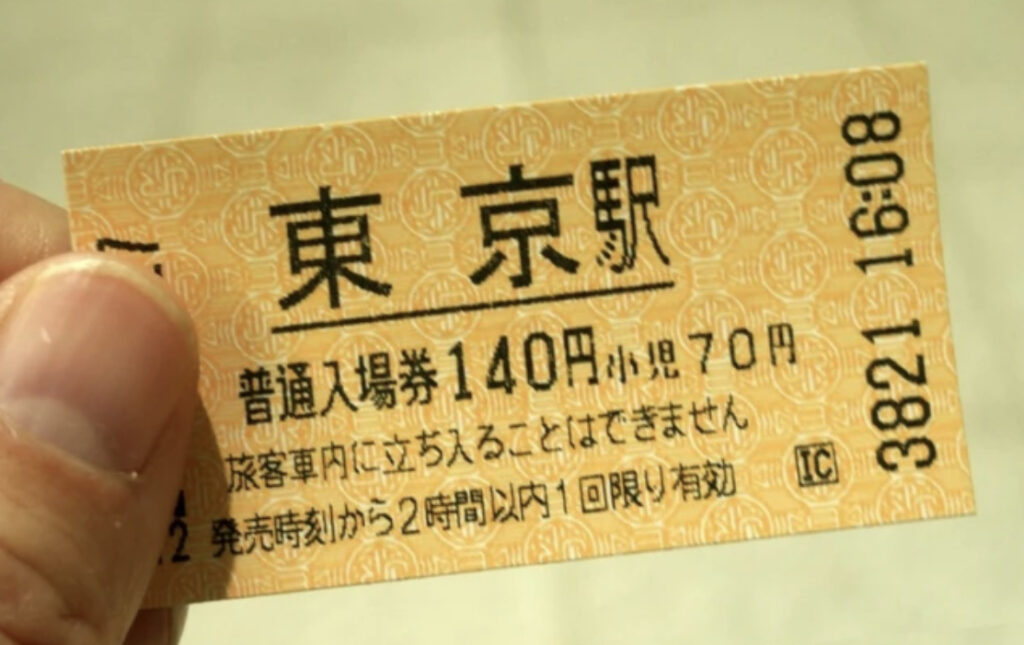 東京駅
普通入場券140円小児70円
旅客車内に立ち入ることはできません
発売時刻から2時間以内1回限り有効
IC
3821 16:08